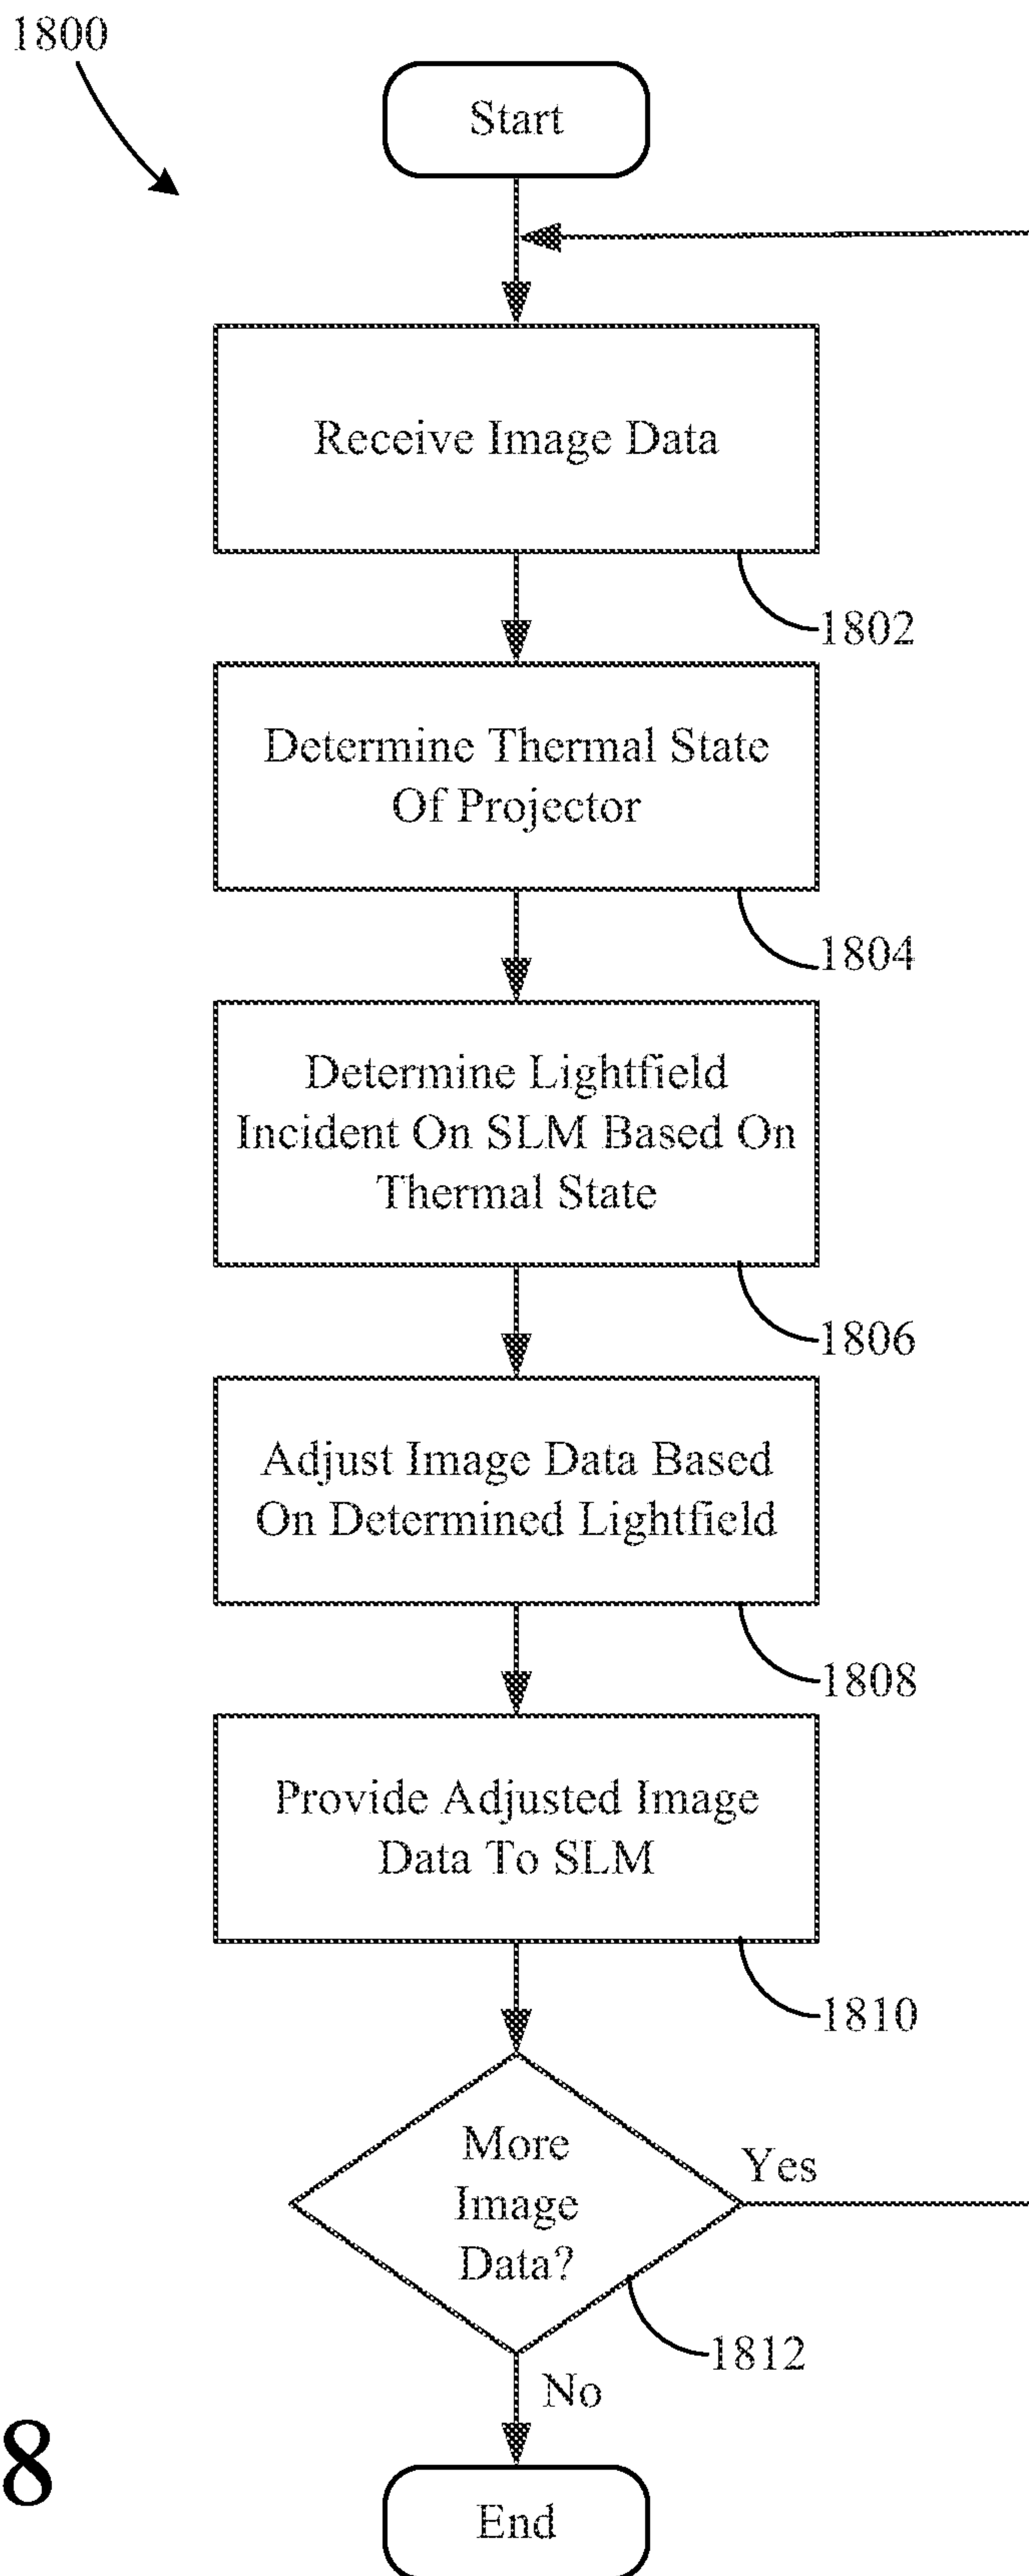 1800
Start
Receive Image Data
1802
Determine Thermal State
Of Projector
1804
Determine Lightfield
Incident On SLM Based On
Thermal State
1806
Adjust Image Data Based
On Determined Lightfield
1808
Provide Adjusted Image
Data To SLM
1810
More
Image
Data?
Yes
1812
No
8
End